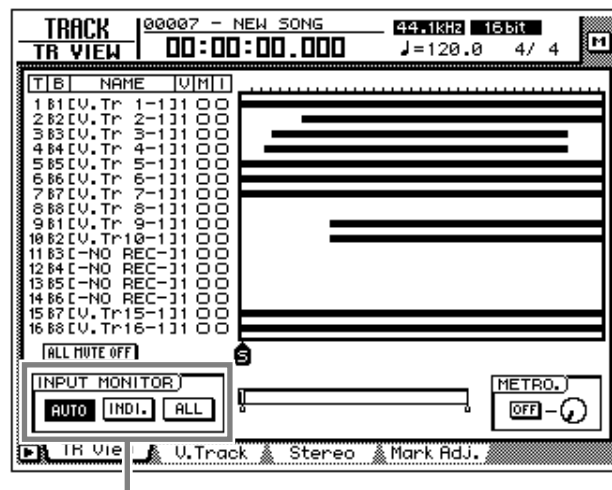 TRACK 00007 - NEW SONG 44.1kHz 16bit
TR VIEW 00:00:00.000 ♩=120.0 4/ 4 M
T B NAME V M I
1 B1[V.Tr 1-1]1 O O
2 B2[V.Tr 2-1]1 O O
3 B3[V.Tr 3-1]1 O O
4 B4[V.Tr 4-1]1 O O
5 B5[V.Tr 5-1]1 O O
6 B6[V.Tr 6-1]1 O O
7 B7[V.Tr 7-1]1 O O
8 B8[V.Tr 8-1]1 O O
9 B1[V.Tr 9-1]1 O O
10 B2[V.Tr10-1]1 O O
11 B3[-NO REC-]1 O O
12 B4[-NO REC-]1 O O
13 B5[-NO REC-]1 O O
14 B6[-NO REC-]1 O O
15 B7[V.Tr15-1]1 O O
16 B8[V.Tr16-1]1 O O
ALL MUTE OFF S
INPUT MONITOR METRO.
AUTO INDI. ALL OFF
TR View V.Track Stereo Mark Adj.